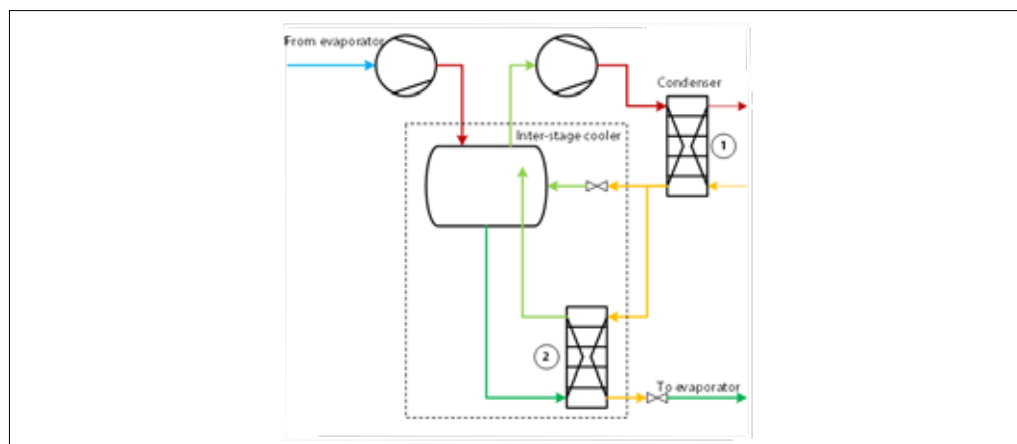 From evaporator
Condenser
Inter-stage cooler
1
2
To evaporator